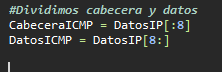 #Dividimos cabecera y datos
CabeceraICMP = DatosIP[:8]
DatosICMP = DatosIP[8:]